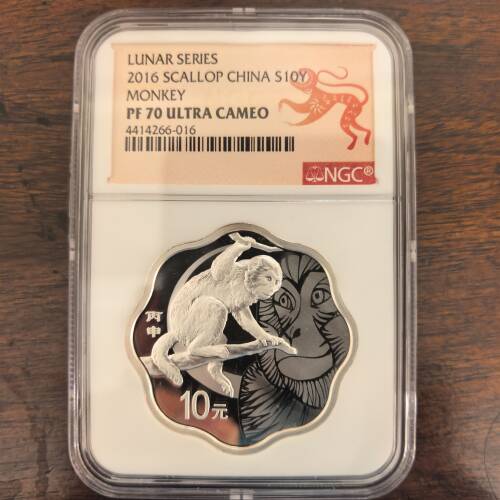 LUNAR SERIES
2016 SCALLOP CHINA S10Y
MONKEY
PF 70 ULTRA CAMEO
4414266-016
NGC®
丙
申
10元